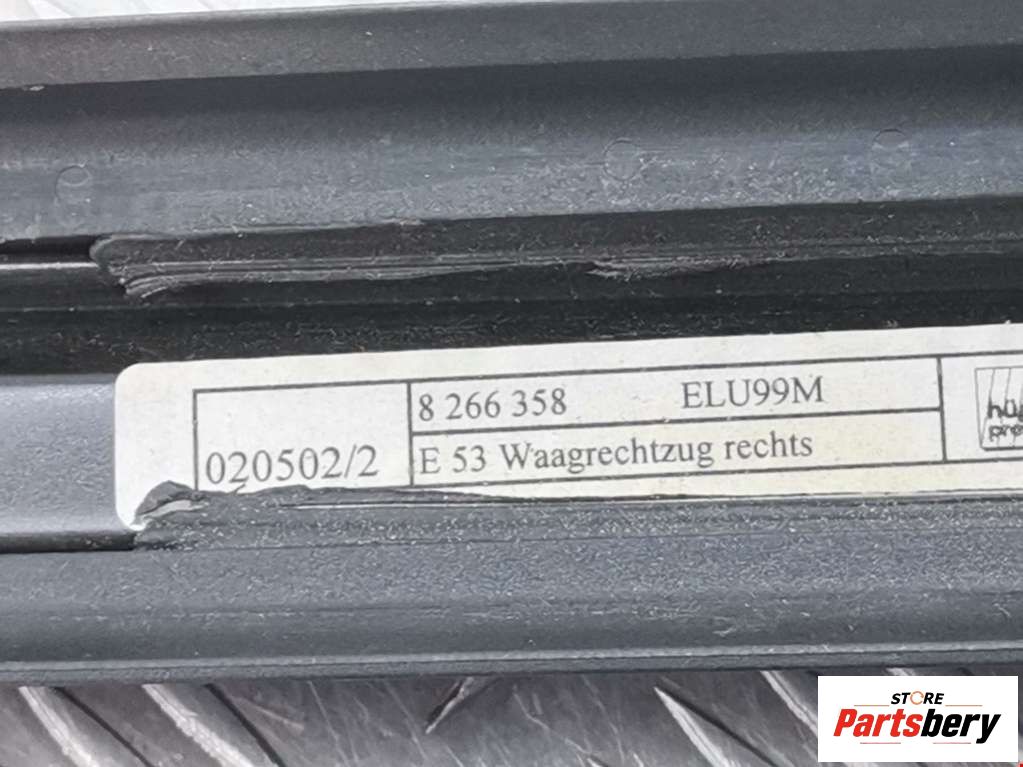 8 266 358 ELU99M
020502/2 E 53 Waagrechtzug rechts
STORE
Partsbery